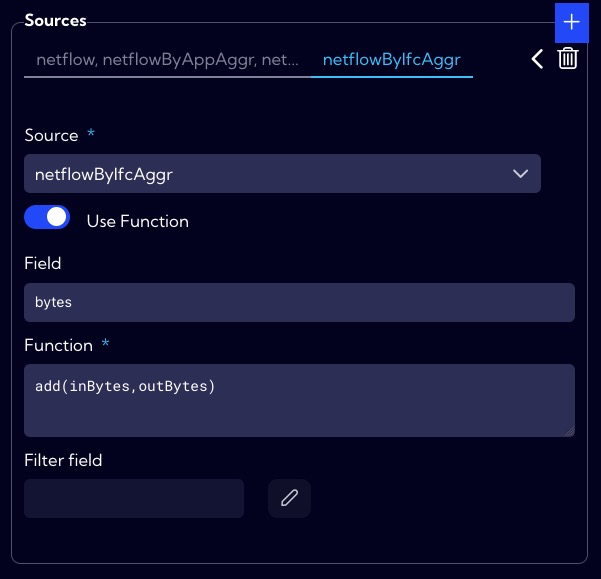 Sources
netflow, netflowByAppAggr, net... netflowByIfcAggr
Source *
netflowByIfcAggr
Use Function
Field
bytes
Function *
add(inBytes,outBytes)
Filter field